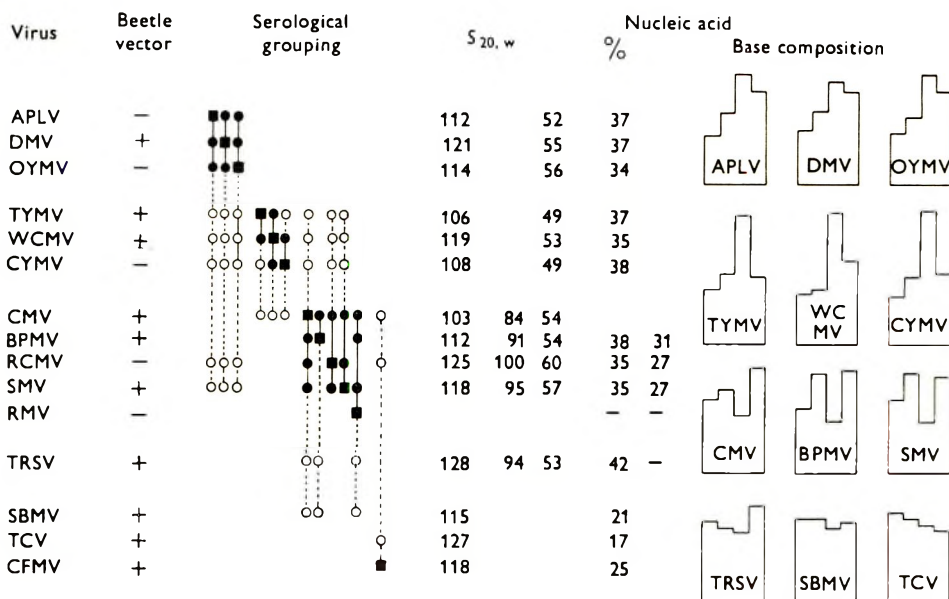 Virus Beetle vector Serological grouping S20, w Nucleic acid
% Base composition
APLV − 112 52 37
DMV + 121 55 37
OYMV − 114 56 34
APLV DMV OYMV
TYMV + 106 49 37
WCMV + 119 53 35
CYMV − 108 49 38
TYMV WC MV CYMV
CMV + 103 84 54
BPMV + 112 91 54 38 31
RCMV − 125 100 60 35 27
SMV + 118 95 57 35 27
RMV − − −
CMV BPMV SMV
TRSV + 128 94 53 42 −
SBMV + 115 21
TCV + 127 17
CFMV + 118 25
TRSV SBMV TCV